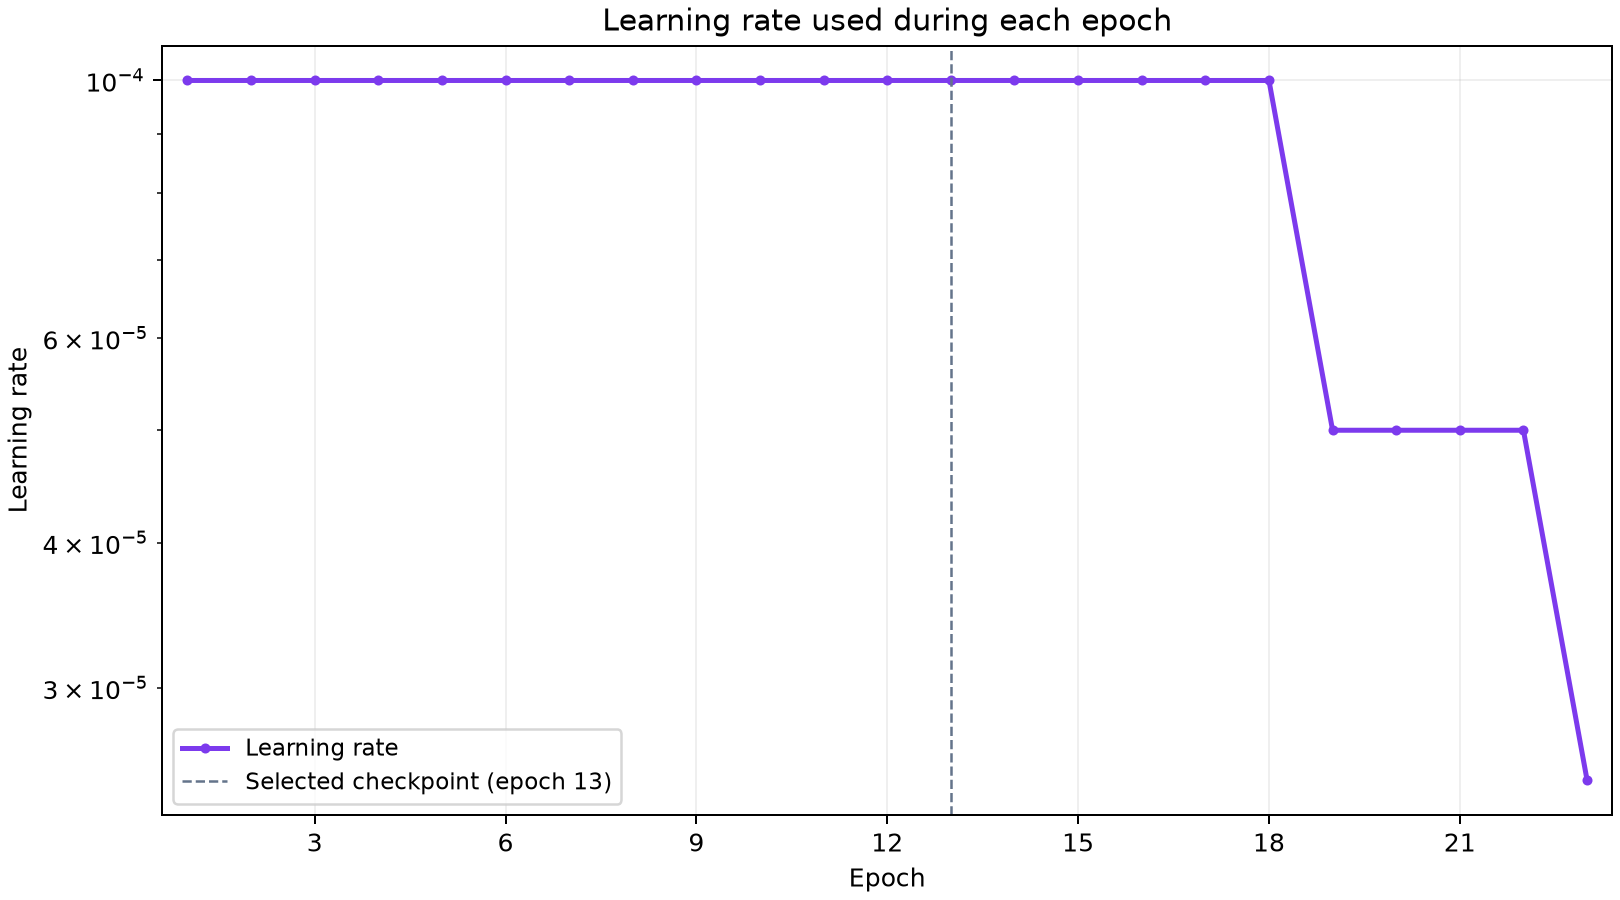 Learning rate used during each epoch
10⁻⁴
6 × 10⁻⁵
4 × 10⁻⁵
3 × 10⁻⁵
Learning rate
Learning rate
Selected checkpoint (epoch 13)
3 6 9 12 15 18 21
Epoch